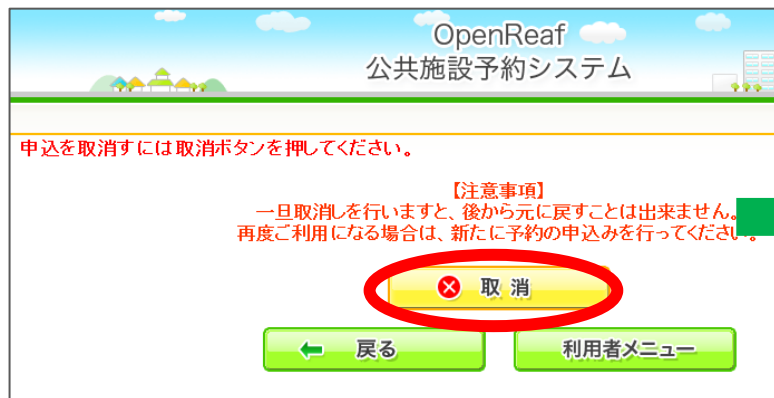 OpenReaf
公共施設予約システム
申込を取消すには取消ボタンを押してください。
【注意事項】
一旦取消しを行いますと、後から元に戻すことは出来ません。
再度ご利用になる場合は、新たに予約の申込みを行ってください。
取 消
戻る
利用者メニュー